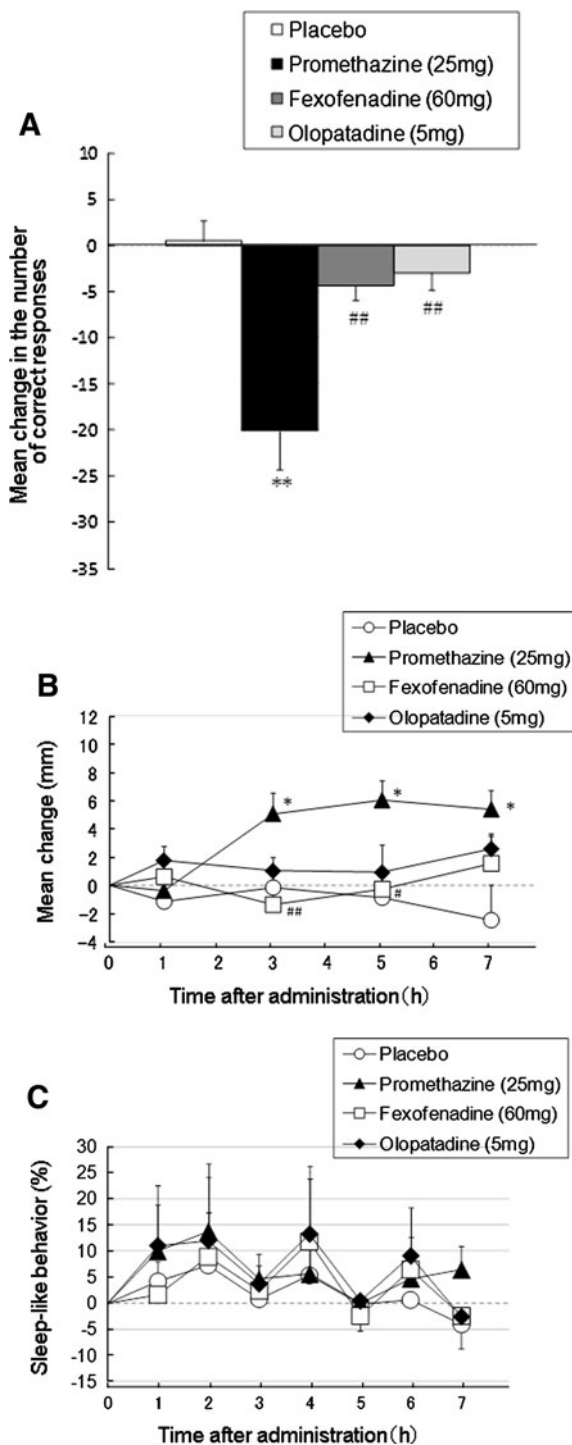 Placebo
Promethazine (25mg)
Fexofenadine (60mg)
Olopatadine (5mg)
A
Mean change in the number
of correct responses
10
5
0
-5
-10
-15
-20
-25
-30
-35
**
##
##
B
Placebo
Promethazine (25mg)
Fexofenadine (60mg)
Olopatadine (5mg)
Mean change (mm)
12
10
8
6
4
2
0
−2
−4
*
*
*
##
#
0 1 2 3 4 5 6 7
Time after administration(h)
C
Placebo
Promethazine (25mg)
Fexofenadine (60mg)
Olopatadine (5mg)
Sleep-like behavior (%)
30
25
20
15
10
5
0
-5
-10
-15
0 1 2 3 4 5 6 7
Time after administration(h)